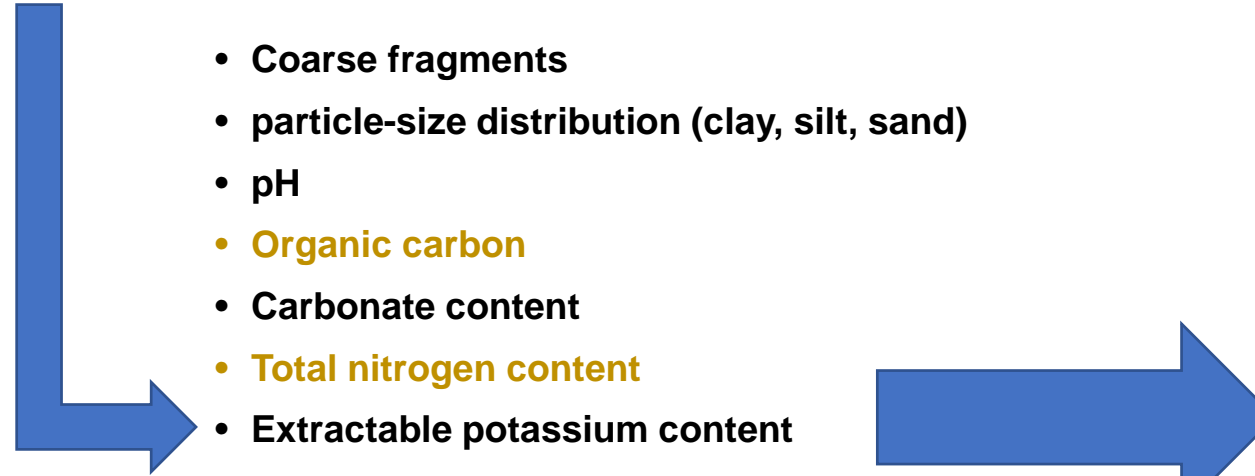 • Coarse fragments
• particle-size distribution (clay, silt, sand)
• pH
• Organic carbon
• Carbonate content
• Total nitrogen content
• Extractable potassium content